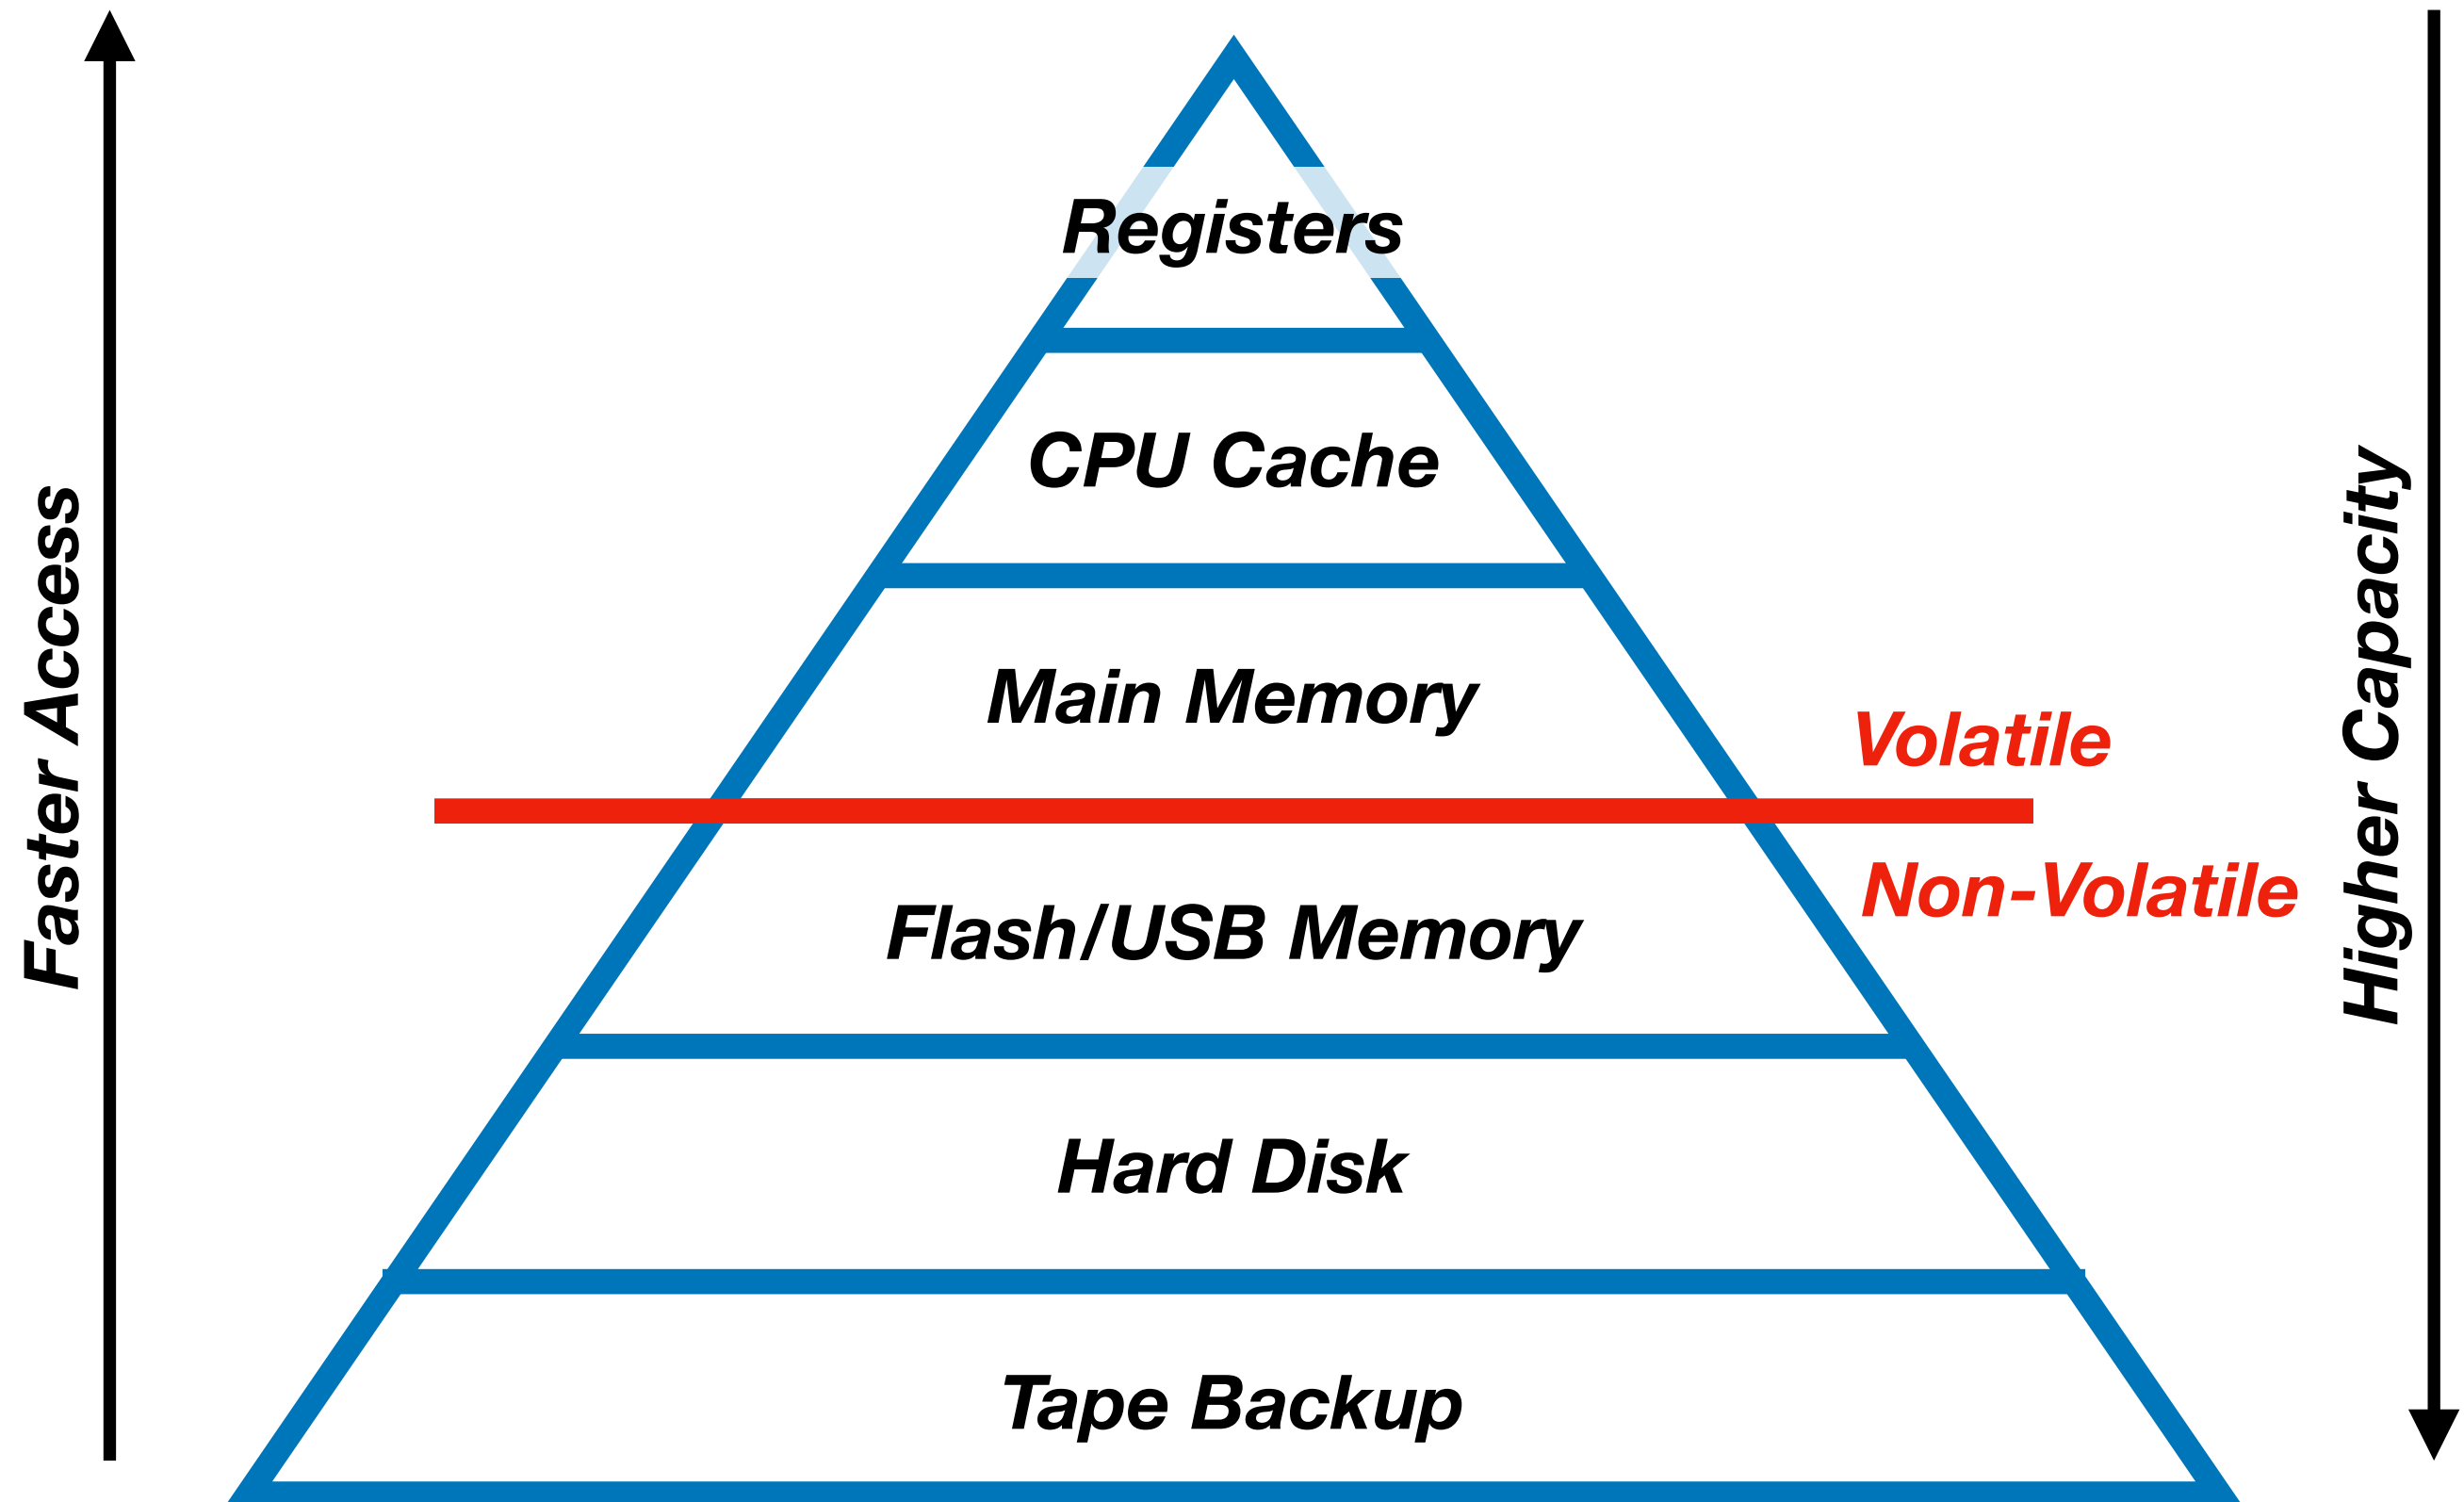 Registers
CPU Cache
Main Memory
Flash/USB Memory
Hard Disk
Tape Backup
Faster Access
Higher Capacity
Volatile
Non-Volatile